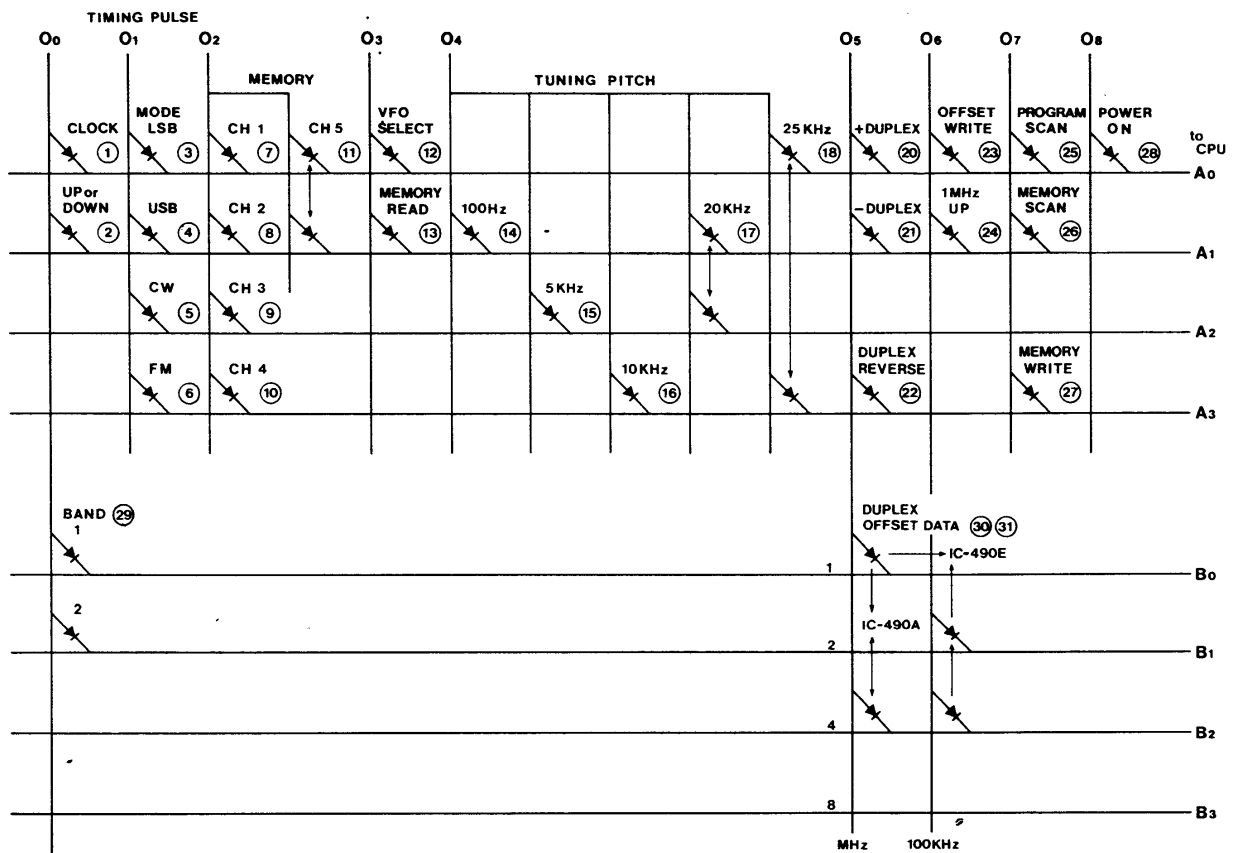 TIMING PULSE
O0 O1 O2 O3 O4 O5 O6 O7 O8
MEMORY TUNING PITCH
MODE VFO OFFSET PROGRAM POWER
CLOCK LSB CH 1 CH 5 SELECT 25KHz +DUPLEX WRITE SCAN ON to CPU
1 3 7 11 12 18 20 23 25 28
A0
UP or MEMORY 1MHz MEMORY
DOWN USB CH 2 READ 100Hz 20KHz −DUPLEX UP SCAN
2 4 8 13 14 17 21 24 26
A1
CW CH 3 5KHz
5 9 15
A2
DUPLEX MEMORY
FM CH 4 10KHz REVERSE WRITE
6 10 16 22 27
A3
BAND 29 DUPLEX
1 OFFSET DATA 30 31
IC-490E
1 B0
2 IC-490A
2 B1
4 B2
8 B3
MHz 100KHz